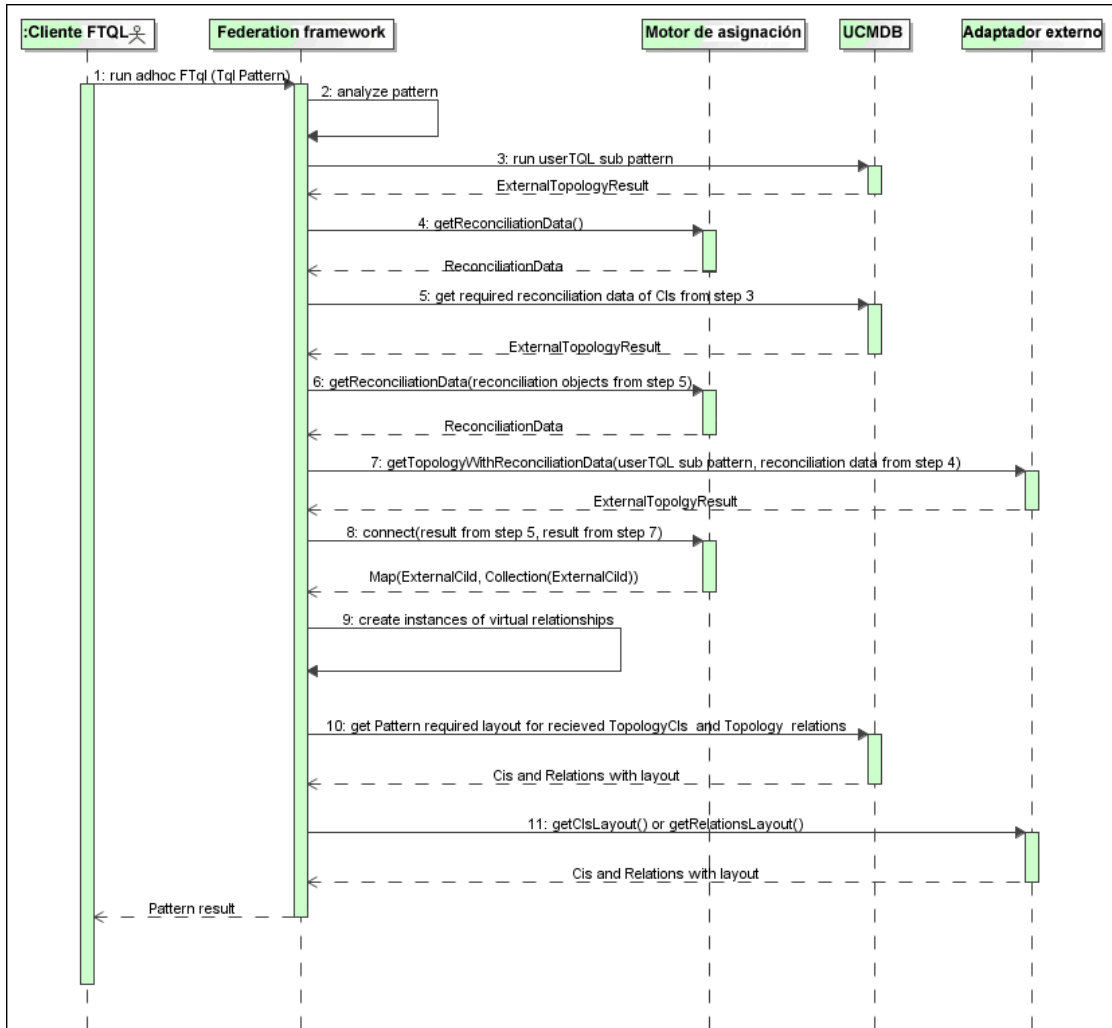 :Cliente FTQL
Federation framework
Motor de asignación
UCMDB
Adaptador externo
1: run adhoc FTql (Tql Pattern)
2: analyze pattern
3: run userTQL sub pattern
ExternalTopologyResult
4: getReconciliationData()
ReconciliationData
5: get required reconciliation data of CIs from step 3
ExternalTopologyResult
6: getReconciliationData(reconciliation objects from step 5)
ReconciliationData
7: getTopologyWithReconciliationData(userTQL sub pattern, reconciliation data from step 4)
ExternalTopolgyResult
8: connect(result from step 5, result from step 7)
Map(ExternalCiId, Collection(ExternalCiId))
9: create instances of virtual relationships
10: get Pattern required layout for recieved TopologyCIs and Topology relations
Cis and Relations with layout
11: getCIsLayout() or getRelationsLayout()
Cis and Relations with layout
Pattern result